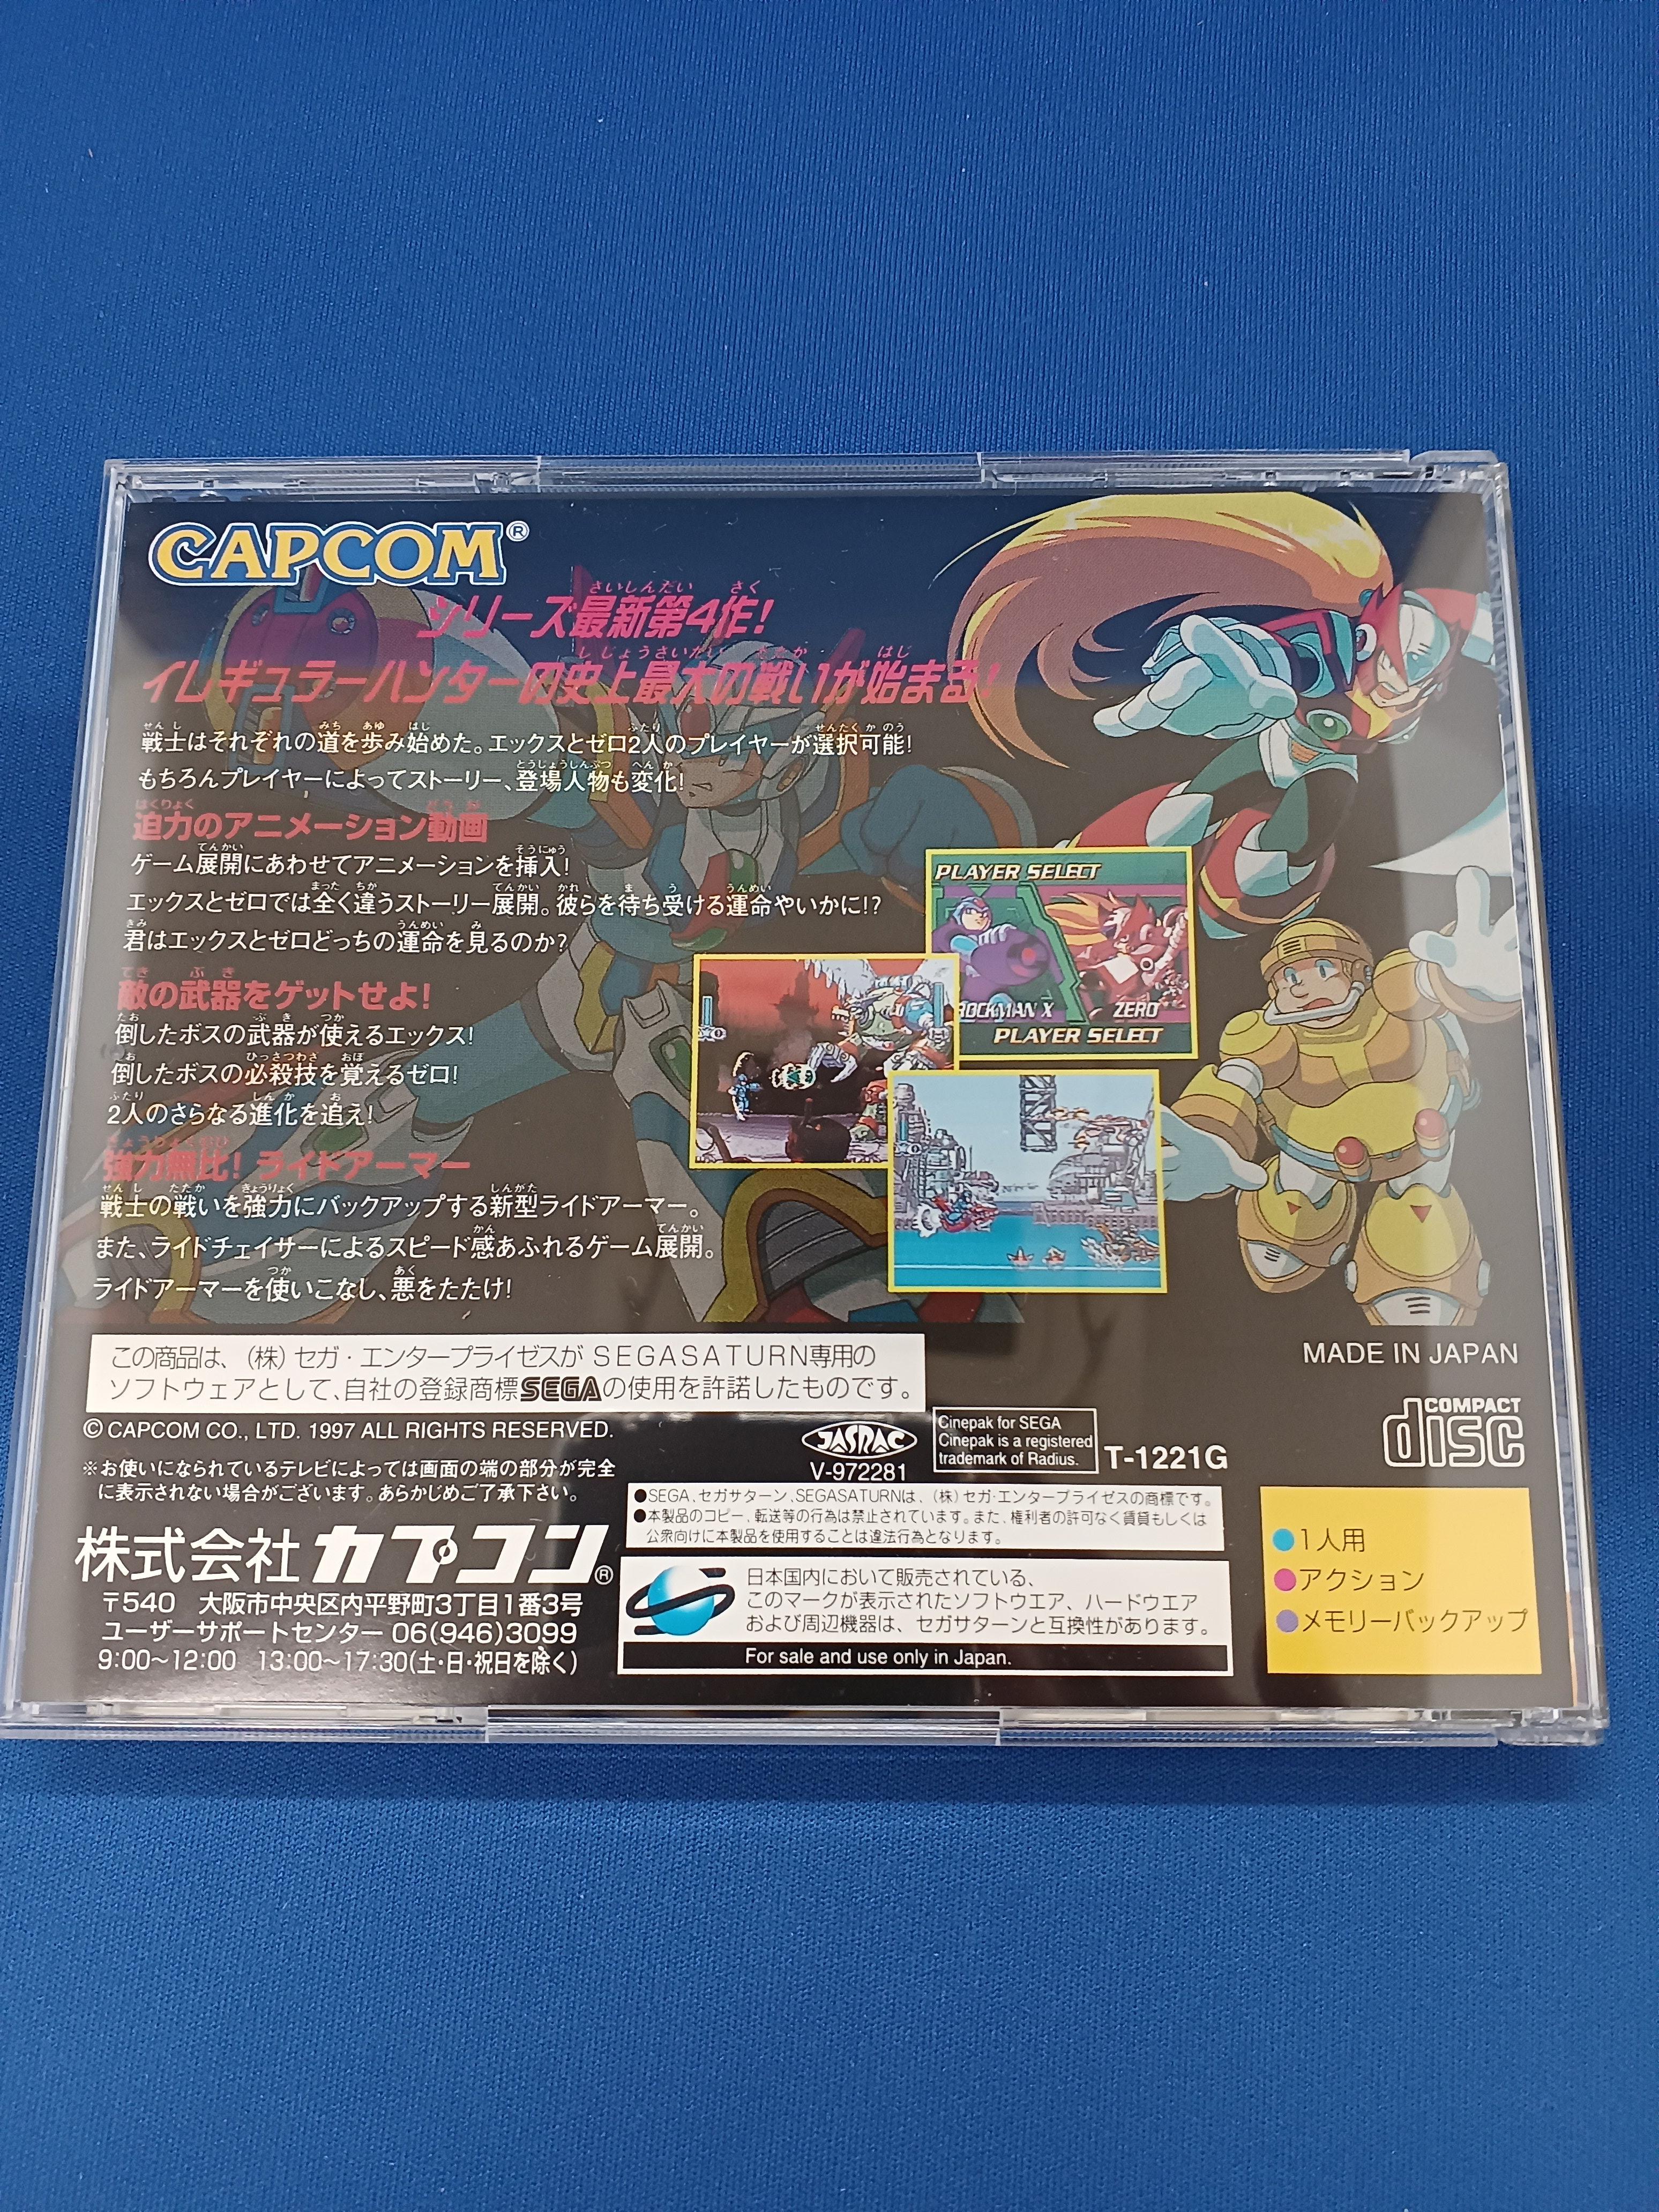 CAPCOM®
シリーズ最新第4作!
イレギュラーハンターの史上最大の戦いが始まる!
戦士はそれぞれの道を歩み始めた。エックスとゼロ2人のプレイヤーが選択可能!
もちろんプレイヤーによってストーリー、登場人物も変化!
迫力のアニメーション動画
ゲーム展開にあわせてアニメーションを挿入!
エックスとゼロでは全く違うストーリー展開。彼らを待ち受ける運命やいかに!?
君はエックスとゼロどっちの運命を見るのか?
敵の武器をゲットせよ!
倒したボスの武器が使えるエックス!
倒したボスの必殺技を覚えるゼロ!
2人のさらなる進化を追え!
強力無比! ライドアーマー
戦士の戦いを強力にバックアップする新型ライドアーマー。
また、ライドチェイサーによるスピード感あふれるゲーム展開。
ライドアーマーを使いこなし、悪をたたけ!
PLAYER SELECT
ROCKMAN X ZERO
PLAYER SELECT
この商品は、(株)セガ・エンタープライゼスが SEGASATURN専用の
ソフトウェアとして、自社の登録商標SEGAの使用を許諾したものです。
MADE IN JAPAN
© CAPCOM CO., LTD. 1997 ALL RIGHTS RESERVED.
※お使いになられているテレビによっては画面の端の部分が完全
に表示されない場合がございます。あらかじめご了承下さい。
JASRAC
V-972281
Cinepak for SEGA
Cinepak is a registered
trademark of Radius.
T-1221G
COMPACT
disc
●SEGA、セガサターン、SEGASATURNは、(株)セガ・エンタープライゼスの商標です。
●本製品のコピー、転送等の行為は禁止されています。また、権利者の許可なく賃貸もしくは
公衆向けに本製品を使用することは違法行為となります。
株式会社カプコン®
〒540 大阪市中央区内平野町3丁目1番3号
ユーザーサポートセンター 06(946)3099
9:00~12:00 13:00~17:30(土・日・祝日を除く)
日本国内において販売されている、
このマークが表示されたソフトウエア、ハードウエア
および周辺機器は、セガサターンと互換性があります。
For sale and use only in Japan.
●1人用
●アクション
●メモリーバックアップ